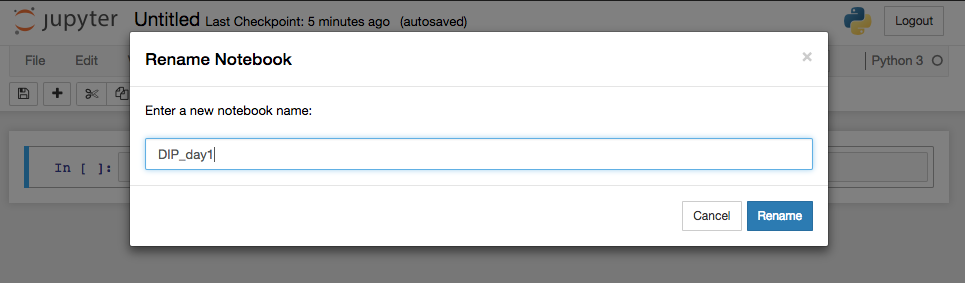 jupyter Untitled Last Checkpoint: 5 minutes ago (autosaved) Logout
Rename Notebook ×
File Edit Python 3
Enter a new notebook name:
DIP_day1
In [ ]:
Cancel Rename